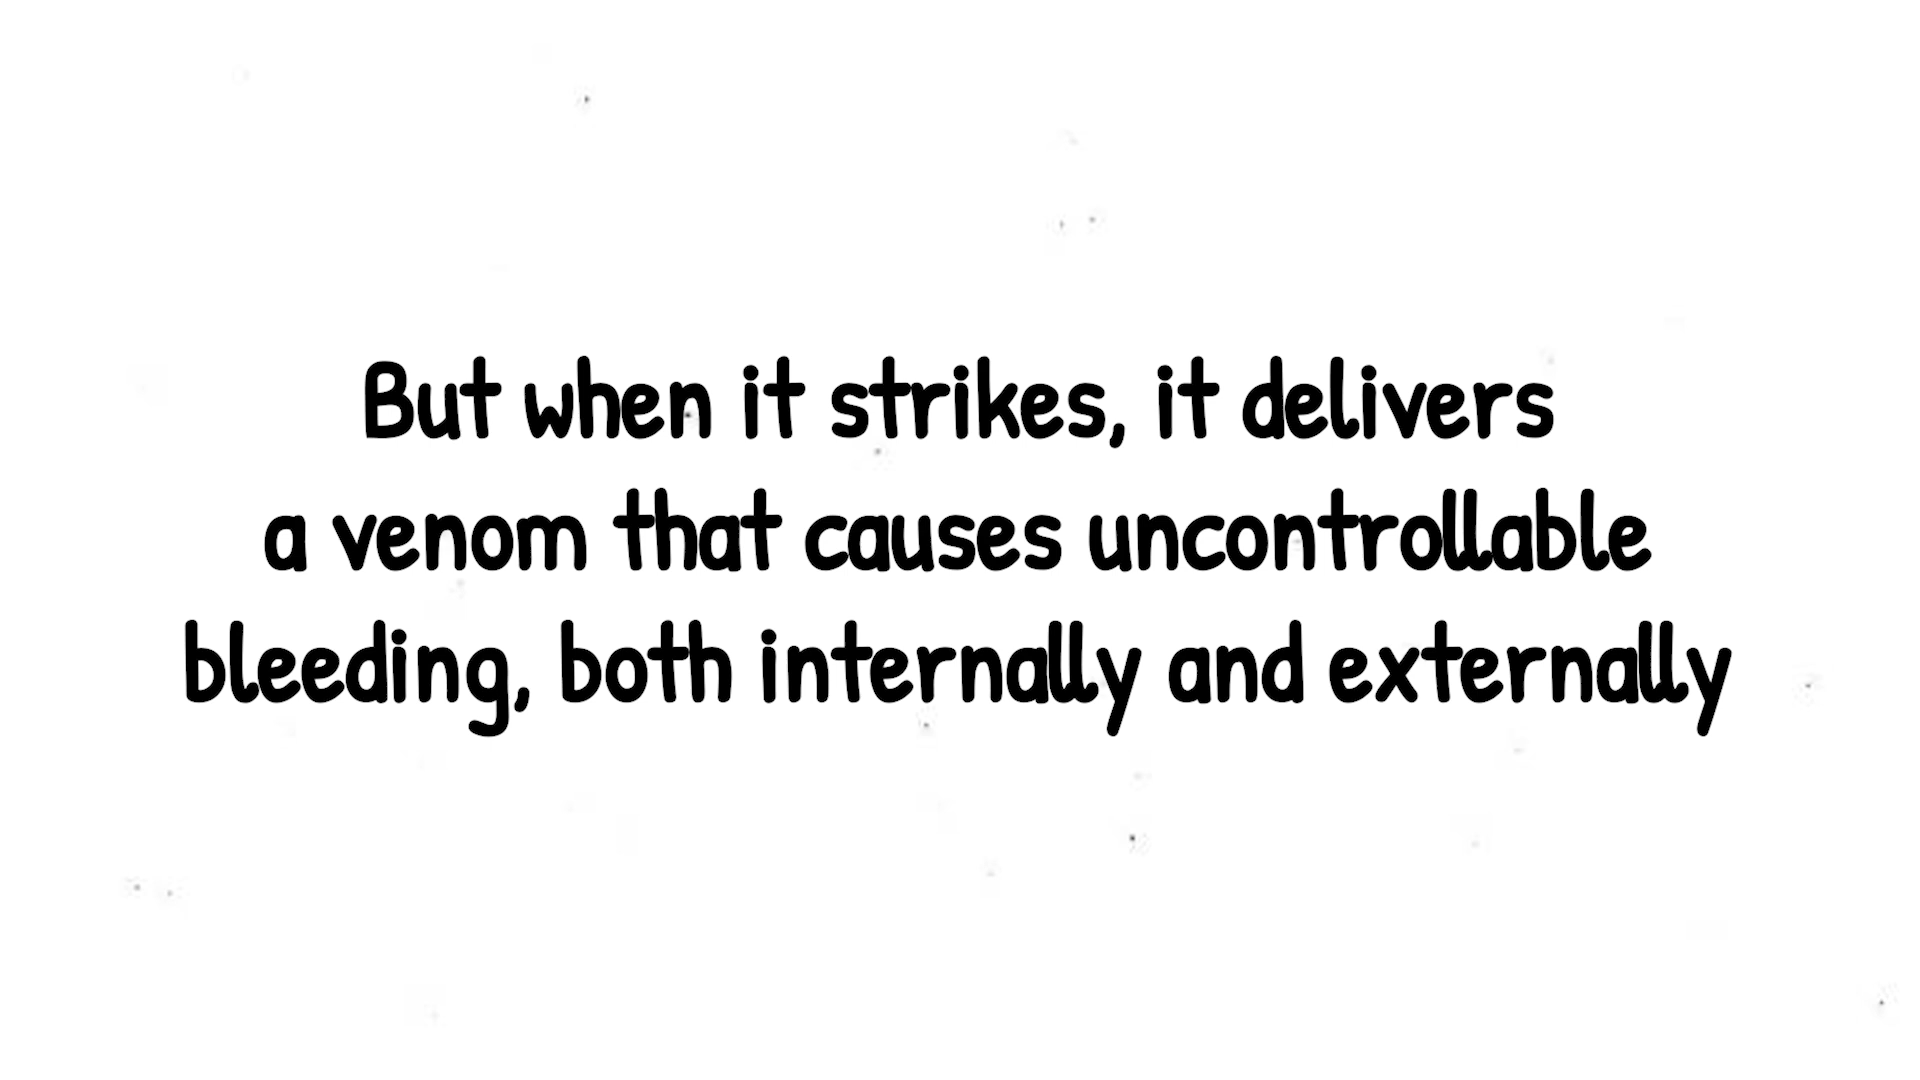 But when it strikes, it delivers
a venom that causes uncontrollable
bleeding, both internally and externally